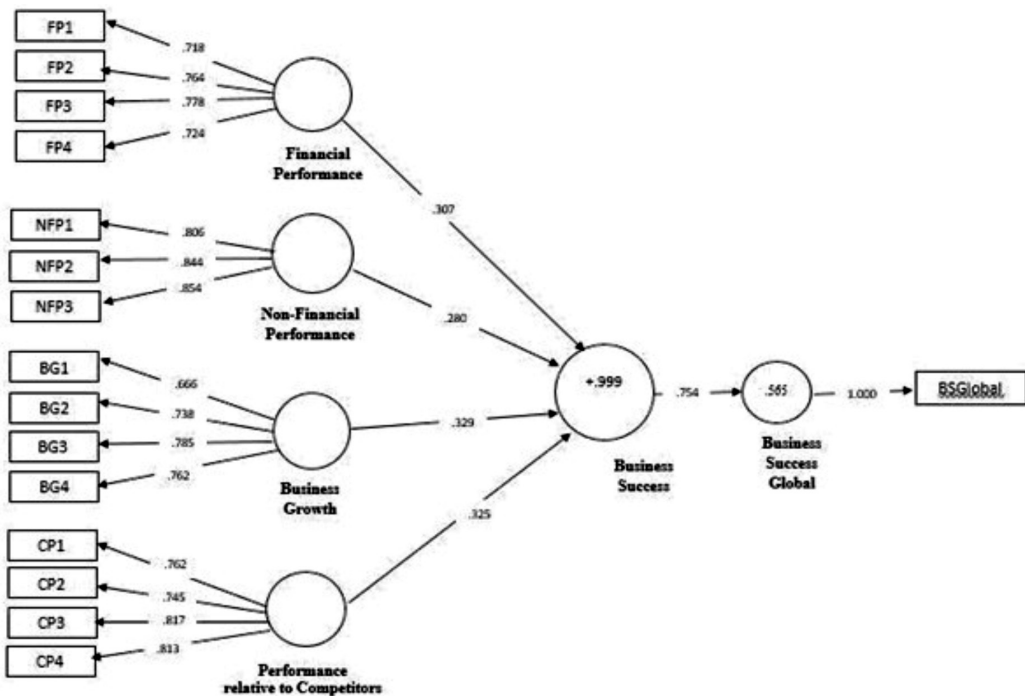 FP1
.718
FP2
.764
FP3
.778
FP4
.724
Financial
Performance
.307
NFP1
.806
NFP2
.844
NFP3
.854
Non-Financial
Performance
.280
BG1
.666
BG2
.738
BG3
.785
BG4
.762
Business
Growth
.329
CP1
.762
CP2
.745
CP3
.817
CP4
.813
Performance
relative to Competitors
.325
+.999
Business
Success
.754
.565
Business
Success
Global
1.000
BSGlobal